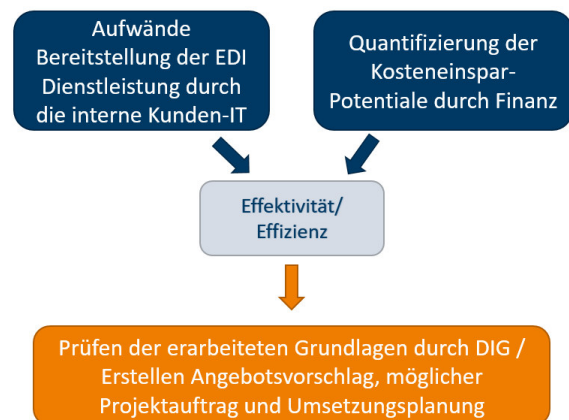 Aufwände
Bereitstellung der EDI
Dienstleistung durch
die interne Kunden-IT
Quantifizierung der
Kosteneinspar-
Potentiale durch Finanz
Effektivität/
Effizienz
Prüfen der erarbeiteten Grundlagen durch DIG /
Erstellen Angebotsvorschlag, möglicher
Projektauftrag und Umsetzungsplanung